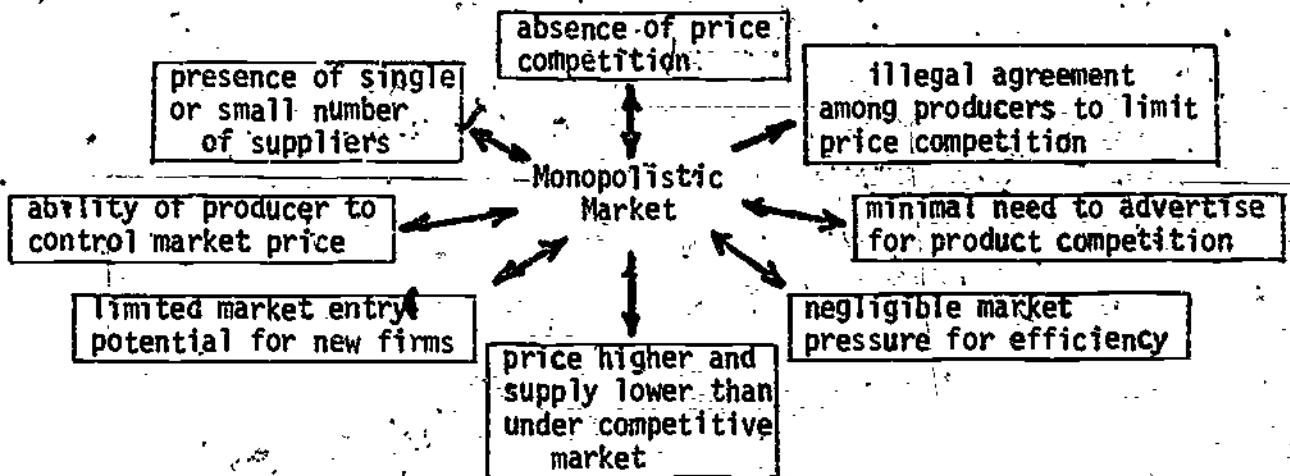 absence of price
competition
presence of single
or small number
of suppliers
illegal agreement
among producers to limit
price competition
Monopolistic
Market
ability of producer to
control market price
minimal need to advertise
for product competition
limited market entry
potential for new firms
negligible market
pressure for efficiency
price higher and
supply lower than
under competitive
market